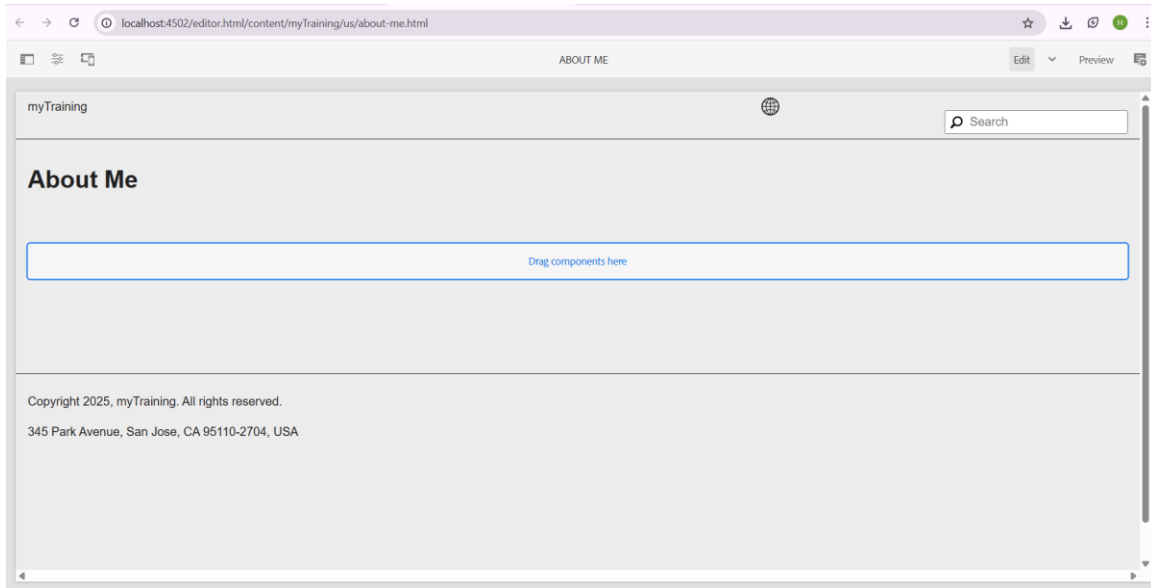 localhost:4502/editor.html/content/myTraining/us/about-me.html
H
ABOUT ME
Edit
Preview
myTraining
Search
About Me
Drag components here
Copyright 2025, myTraining. All rights reserved.
345 Park Avenue, San Jose, CA 95110-2704, USA